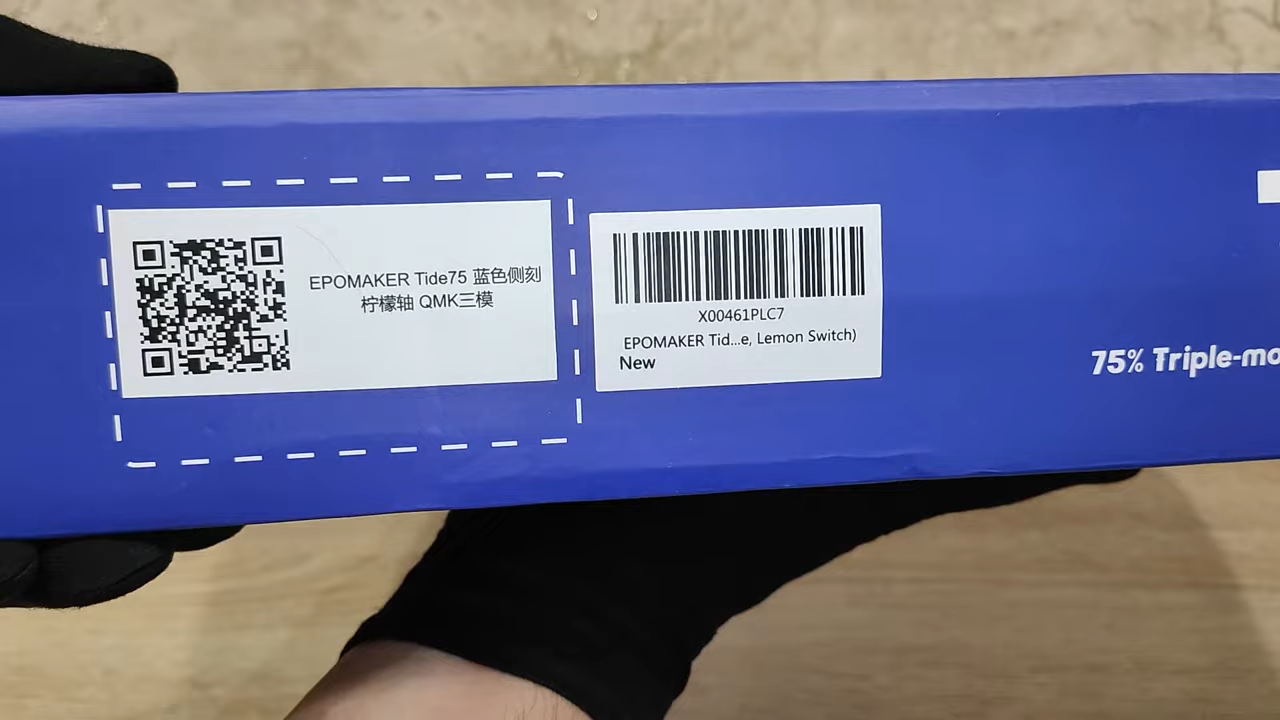 EPOMAKER Tide75 蓝色侧刻
柠檬轴 QMK三模
X00461PLC7
EPOMAKER Tid...e, Lemon Switch)
New
75% Triple-mo